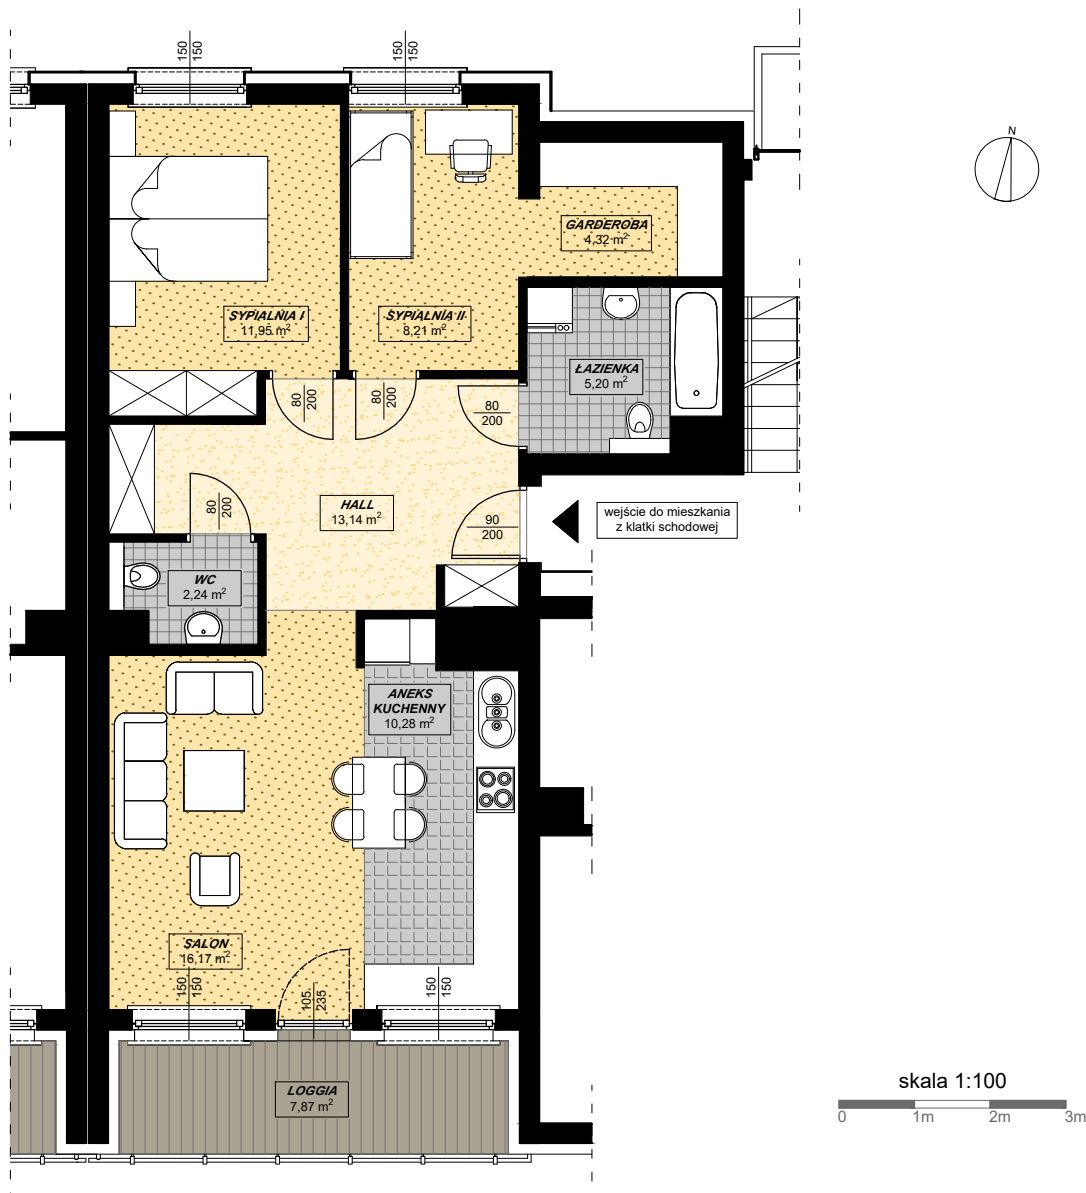 150
150
150
150
N
GARDEROBA
4,32 m²
SYPIALNIA I
11,95 m²
SYPIALNIA II
8,21 m²
ŁAZIENKA
5,20 m²
80
200
80
200
80
200
80
200
HALL
13,14 m²
90
200
wejście do mieszkania
z klatki schodowej
WC
2,24 m²
ANEKS
KUCHENNY
10,28 m²
SALON
16,17 m²
150
150
105
235
150
150
LOGGIA
7,87 m²
skala 1:100
0 1m 2m 3m